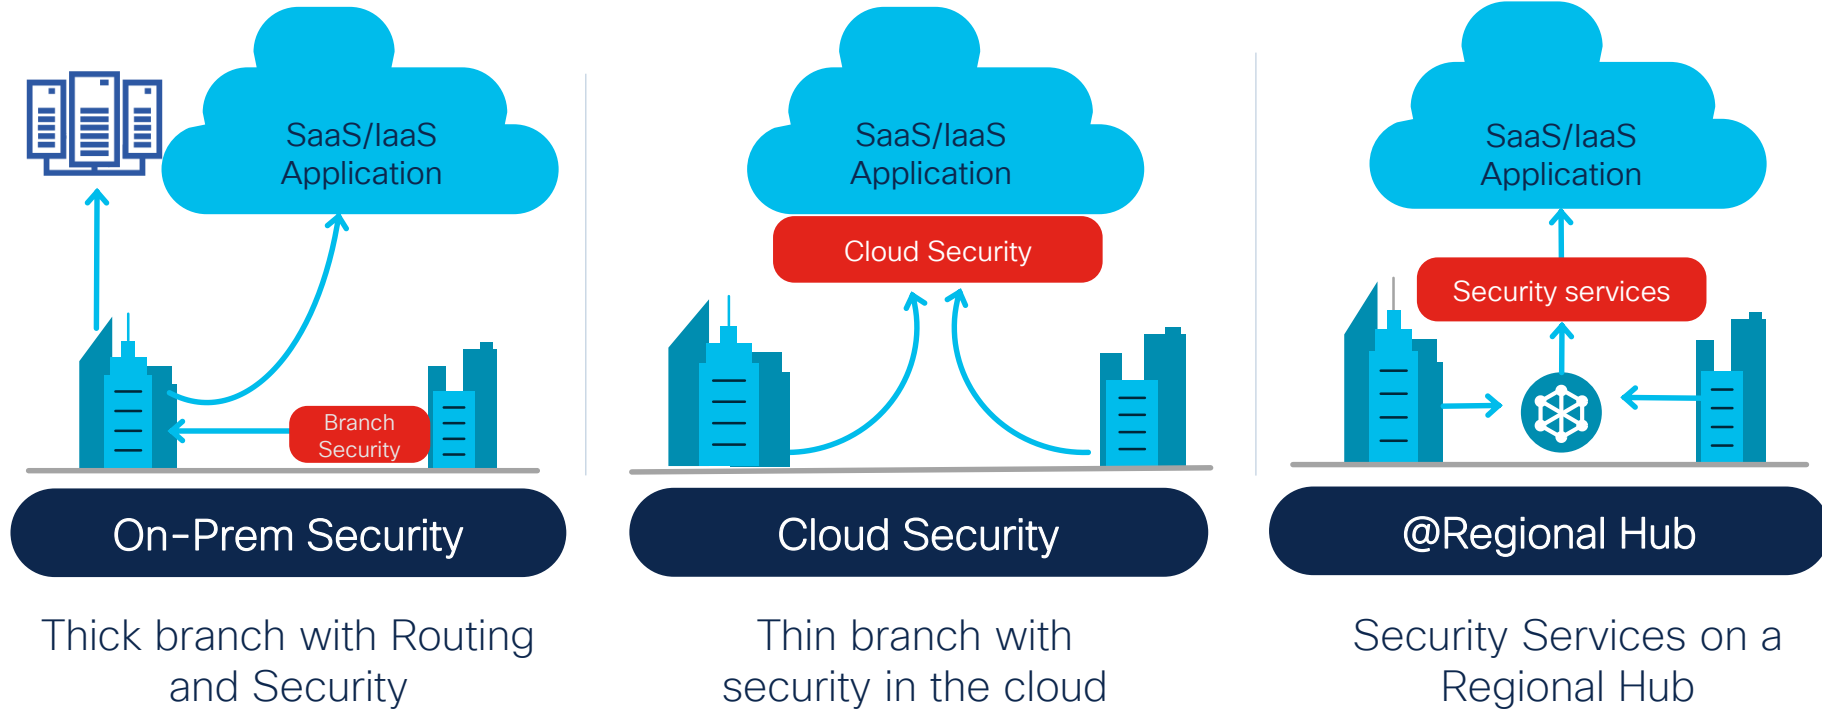 SaaS/IaaS
Application
Branch
Security
On-Prem Security
Thick branch with Routing
and Security
SaaS/IaaS
Application
Cloud Security
Cloud Security
Thin branch with
security in the cloud
SaaS/IaaS
Application
Security services
@Regional Hub
Security Services on a
Regional Hub